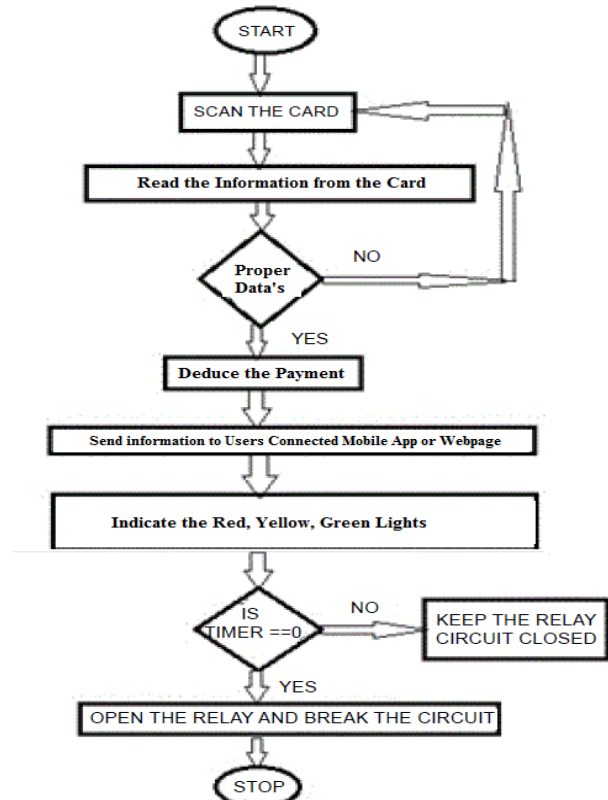 START
SCAN THE CARD
Read the Information from the Card
NO
Proper
Data's
YES
Deduce the Payment
Send information to Users Connected Mobile App or Webpage
Indicate the Red, Yellow, Green Lights
IS
TIMER ==0
NO
KEEP THE RELAY
CIRCUIT CLOSED
YES
OPEN THE RELAY AND BREAK THE CIRCUIT
STOP